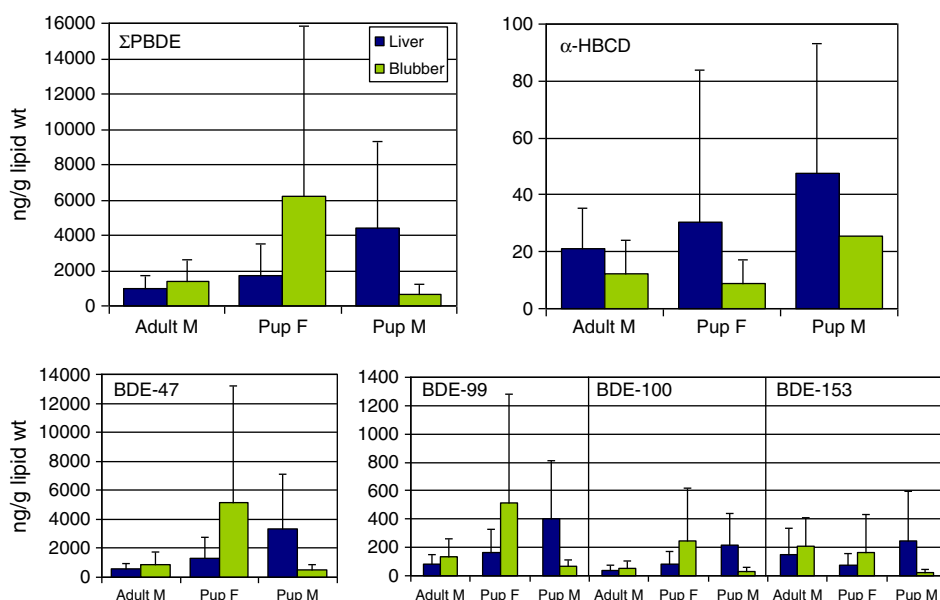 ΣPBDE
Liver
Blubber
ng/g lipid wt
16000
14000
12000
10000
8000
6000
4000
2000
0
Adult M Pup F Pup M
α-HBCD
100
80
60
40
20
0
Adult M Pup F Pup M
BDE-47
ng/g lipid wt
14000
12000
10000
8000
6000
4000
2000
0
Adult M Pup F Pup M
BDE-99 BDE-100 BDE-153
1400
1200
1000
800
600
400
200
0
Adult M Pup F Pup M Adult M Pup F Pup M Adult M Pup F Pup M